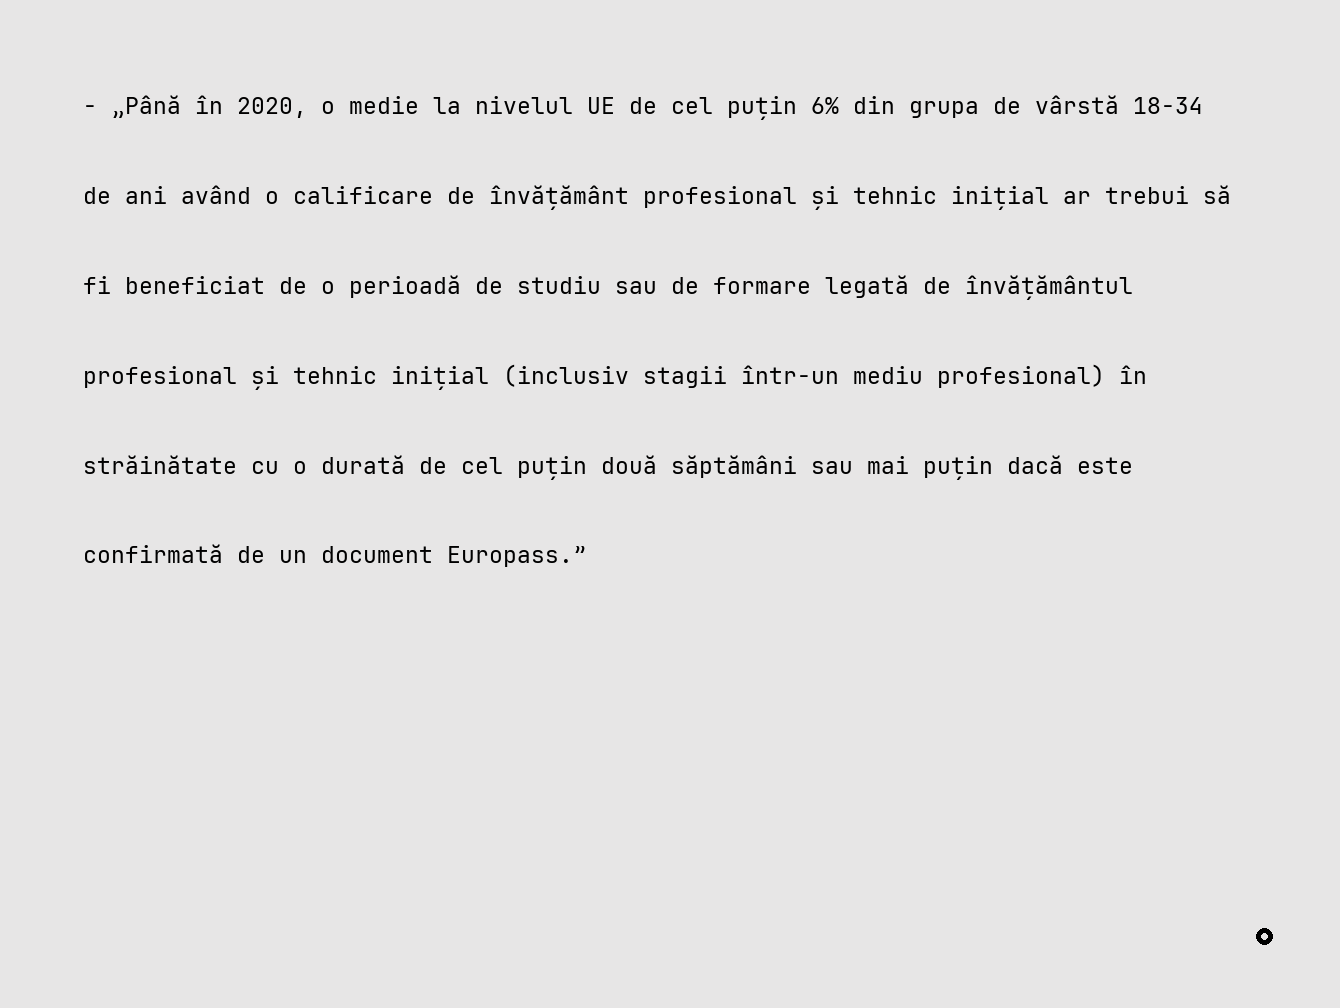 - „Până în 2020, o medie la nivelul UE de cel puțin 6% din grupa de vârstă 18-34
de ani având o calificare de învățământ profesional și tehnic inițial ar trebui să
fi beneficiat de o perioadă de studiu sau de formare legată de învățământul
profesional și tehnic inițial (inclusiv stagii într-un mediu profesional) în
străinătate cu o durată de cel puțin două săptămâni sau mai puțin dacă este
confirmată de un document Europass.”